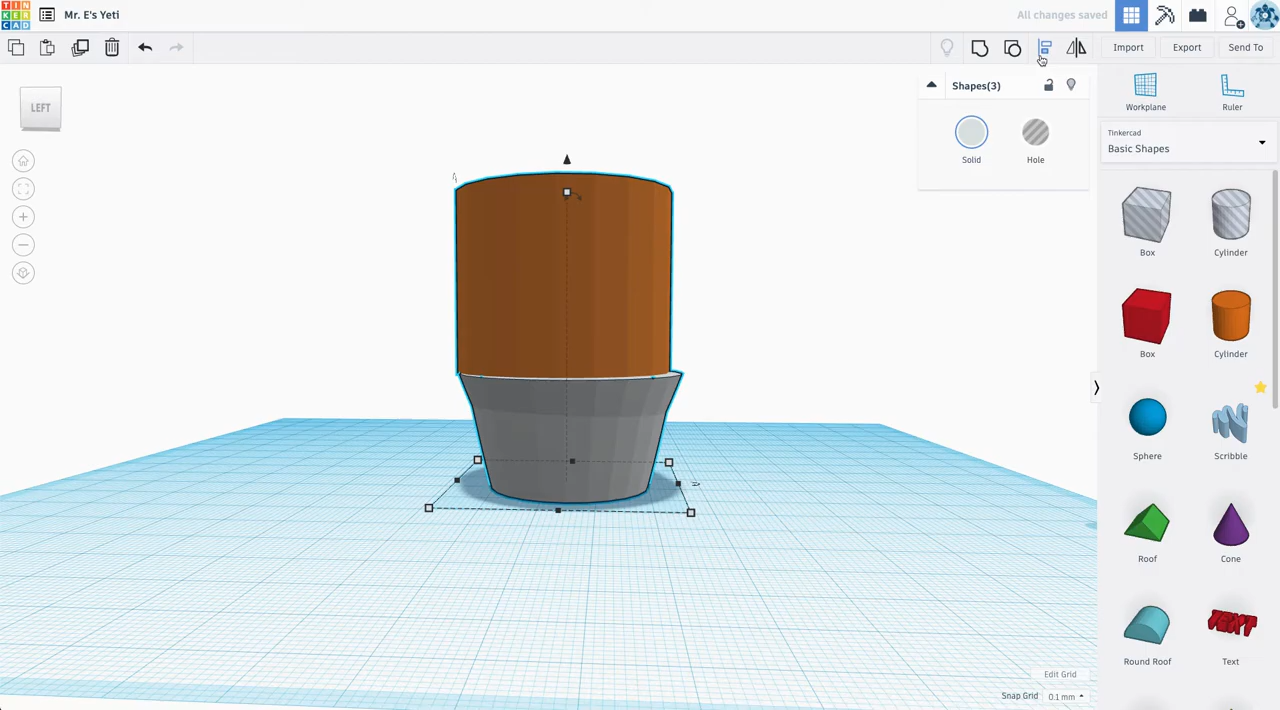 TIN
KER
CAD
Mr. E's Yeti
All changes saved
Import
Export
Send To
LEFT
Shapes(3)
Solid
Hole
Workplane
Ruler
Tinkercad
Basic Shapes
Box
Cylinder
Box
Cylinder
Sphere
Scribble
Roof
Cone
TEXT
Round Roof
Text
Edit Grid
Snap Grid
0.1 mm